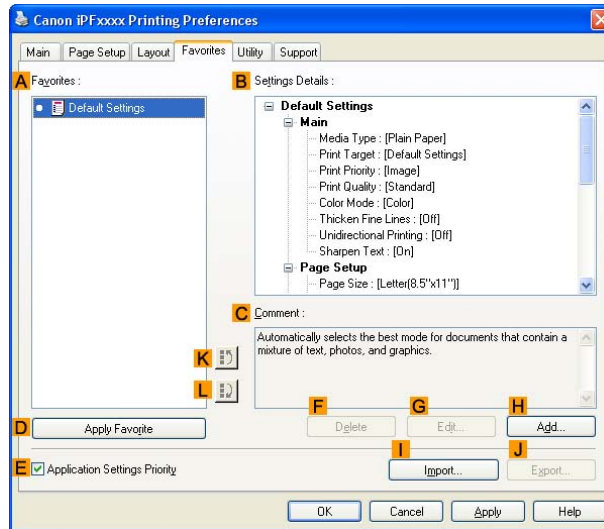 Canon iPFxxxx Printing Preferences
Main Page Setup Layout Favorites Utility Support
A Favorites :
Default Settings
B Settings Details :
Default Settings
Main
Media Type : [Plain Paper]
Print Target : [Default Settings]
Print Priority : [Image]
Print Quality : [Standard]
Color Mode : [Color]
Thicken Fine Lines : [Off]
Unidirectional Printing : [Off]
Sharpen Text : [On]
Page Setup
Page Size : [Letter(8.5"x11")]
C Comment :
Automatically selects the best mode for documents that contain a
mixture of text, photos, and graphics.
K
L
D Apply Favorite
F Delete
G Edit...
H Add...
E Application Settings Priority
I Import...
J Export...
OK Cancel Apply Help